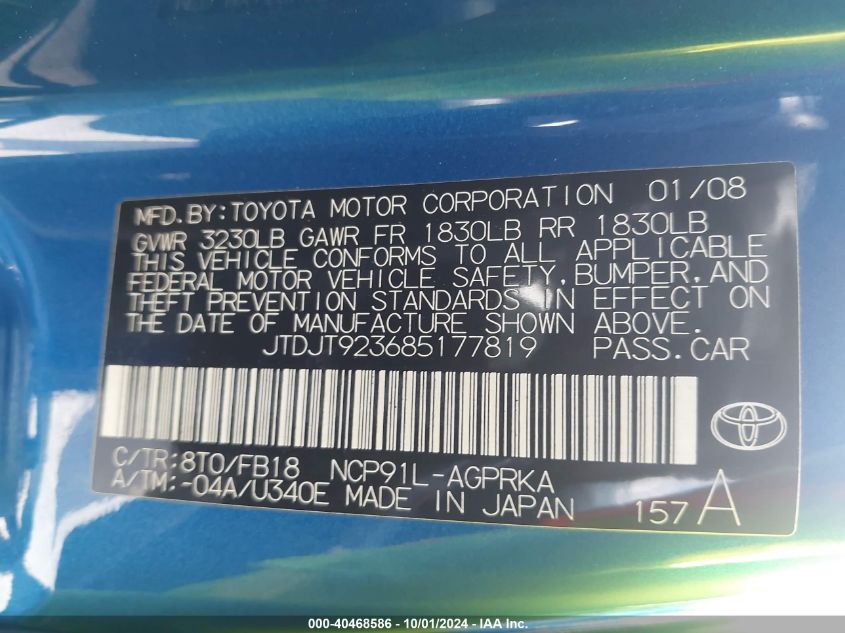 MFD. BY: TOYOTA MOTOR CORPORATION 01/08
GVWR 3230LB GAWR FR 1830LB RR 1830LB
THIS VEHICLE CONFORMS TO ALL APPLICABLE
FEDERAL MOTOR VEHICLE SAFETY, BUMPER, AND
THEFT PREVENTION STANDARDS IN EFFECT ON
THE DATE OF MANUFACTURE SHOWN ABOVE.
JTDJT923685177819 PASS.CAR
C/TR:8T0/FB18 NCP91L-AGPRKA
A/TM:-04A/U340E MADE IN JAPAN 157A
000-40468586 - 10/01/2024 - IAA Inc.